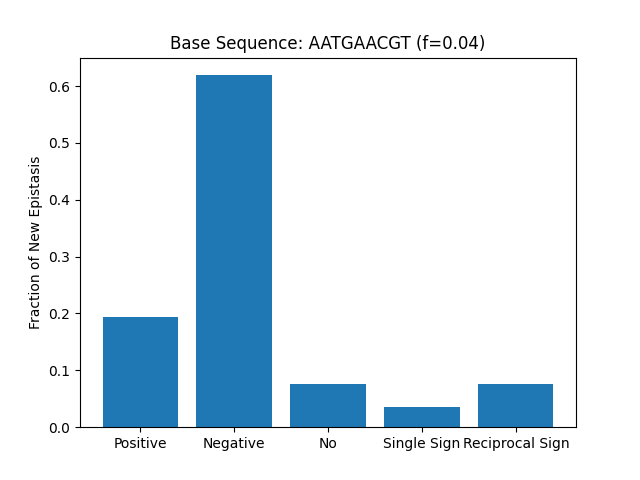 Base Sequence: AATGAACGT (f=0.04)
Fraction of New Epistasis
0.6
0.5
0.4
0.3
0.2
0.1
0.0
Positive Negative No Single Sign Reciprocal Sign